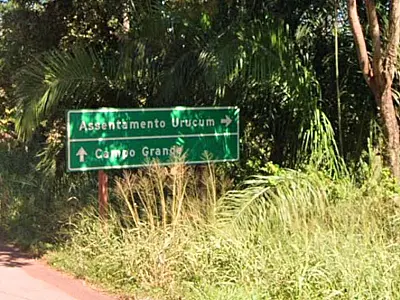 Assentamento Urucum →
↑ Campo Grande